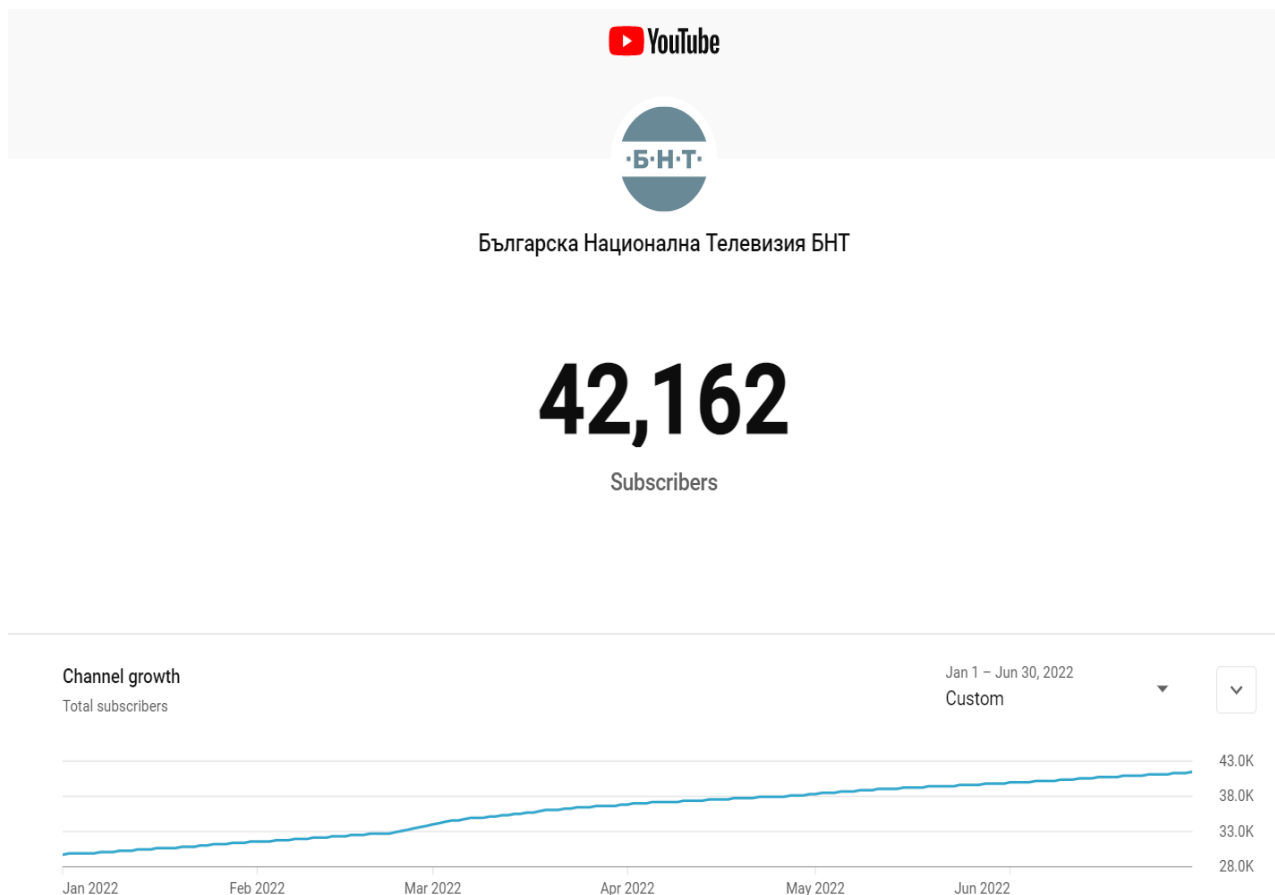 YouTube
·Б·Н·Т·
Българска Национална Телевизия БНТ
42,162
Subscribers
Channel growth
Total subscribers
Jan 1 – Jun 30, 2022
Custom
43.0K
38.0K
33.0K
28.0K
Jan 2022 Feb 2022 Mar 2022 Apr 2022 May 2022 Jun 2022